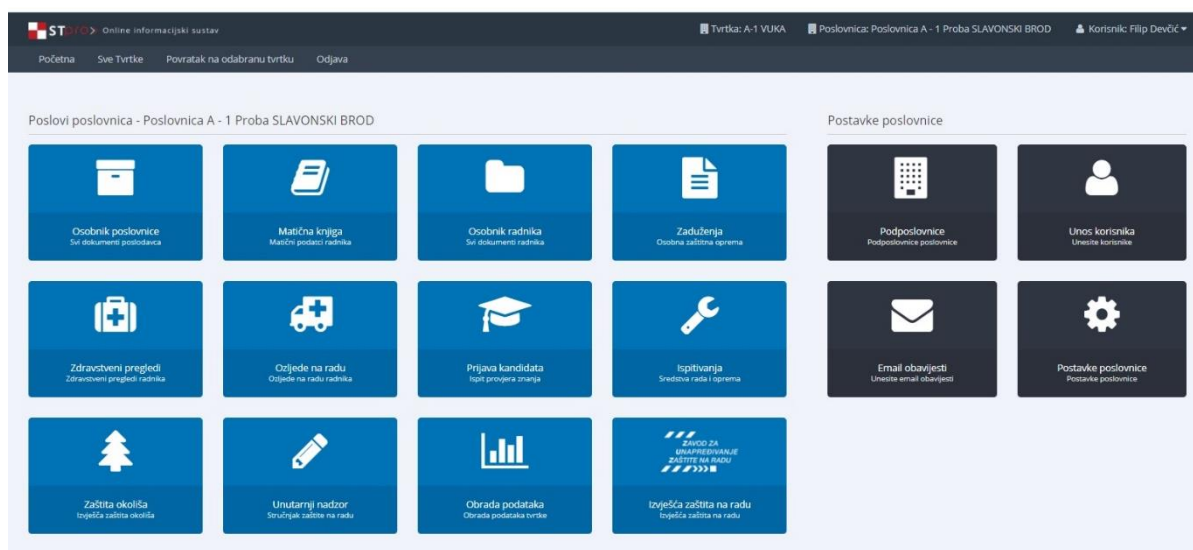 STpro> Online informacijski sustav
Tvrtka: A-1 VUKA
Poslovnica: Poslovnica A - 1 Proba SLAVONSKI BROD
Korisnik: Filip Devčić
Početna
Sve Tvrtke
Povratak na odabranu tvrtku
Odjava
Poslovi poslovnica - Poslovnica A - 1 Proba SLAVONSKI BROD
Osobnik poslovnice
Svi dokumenti poslodavca
Matična knjiga
Matični podatci radnika
Osobnik radnika
Svi dokumenti radnika
Zaduženja
Osobna zaštitna oprema
Zdravstveni pregledi
Zdravstveni pregledi radnika
Ozljede na radu
Ozljede na radu radnika
Prijava kandidata
Ispit provjera znanja
Ispitivanja
Sredstva rada i oprema
Zaštita okoliša
Izvješća zaštita okoliša
Unutarnji nadzor
Stručnjak zaštite na radu
Obrada podataka
Obrada podataka tvrtke
ZAVOD ZA
UNAPREĐIVANJE
ZAŠTITE NA RADU
Izvješća zaštita na radu
Izvješća zaštita na radu
Postavke poslovnice
Podposlovnice
Podposlovnice poslovnice
Unos korisnika
Unesite korisnike
Email obavijesti
Unesite email obavijesti
Postavke poslovnice
Postavke poslovnice